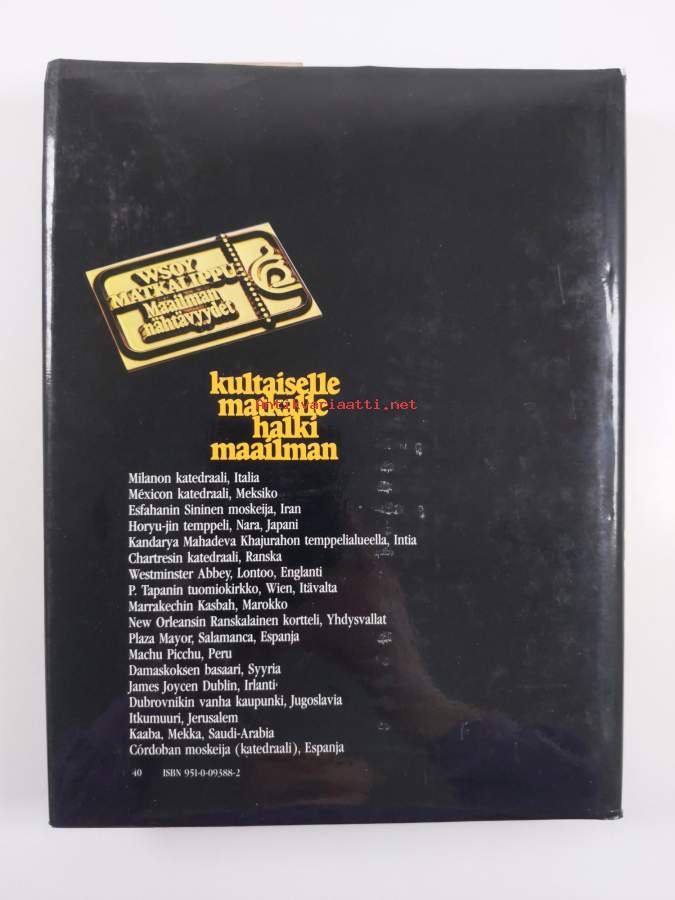 WSOY
MATKALIPPU
Maailman
nähtävyydet
kultaiselle
matkalle
halki
maailman
Antikvariaatti.net
Milanon katedraali, Italia
Méxicon katedraali, Meksiko
Esfahanin Sininen moskeija, Iran
Horyu-jin temppeli, Nara, Japani
Kandarya Mahadeva Khajurahon temppelialueella, Intia
Chartresin katedraali, Ranska
Westminster Abbey, Lontoo, Englanti
P. Tapanin tuomiokirkko, Wien, Itävalta
Marrakechin Kasbah, Marokko
New Orleansin Ranskalainen kortteli, Yhdysvallat
Plaza Mayor, Salamanca, Espanja
Machu Picchu, Peru
Damaskoksen basaari, Syyria
James Joycen Dublin, Irlanti
Dubrovnikin vanha kaupunki, Jugoslavia
Itkumuuri, Jerusalem
Kaaba, Mekka, Saudi-Arabia
Córdoban moskeija (katedraali), Espanja
40 ISBN 951-0-09388-2